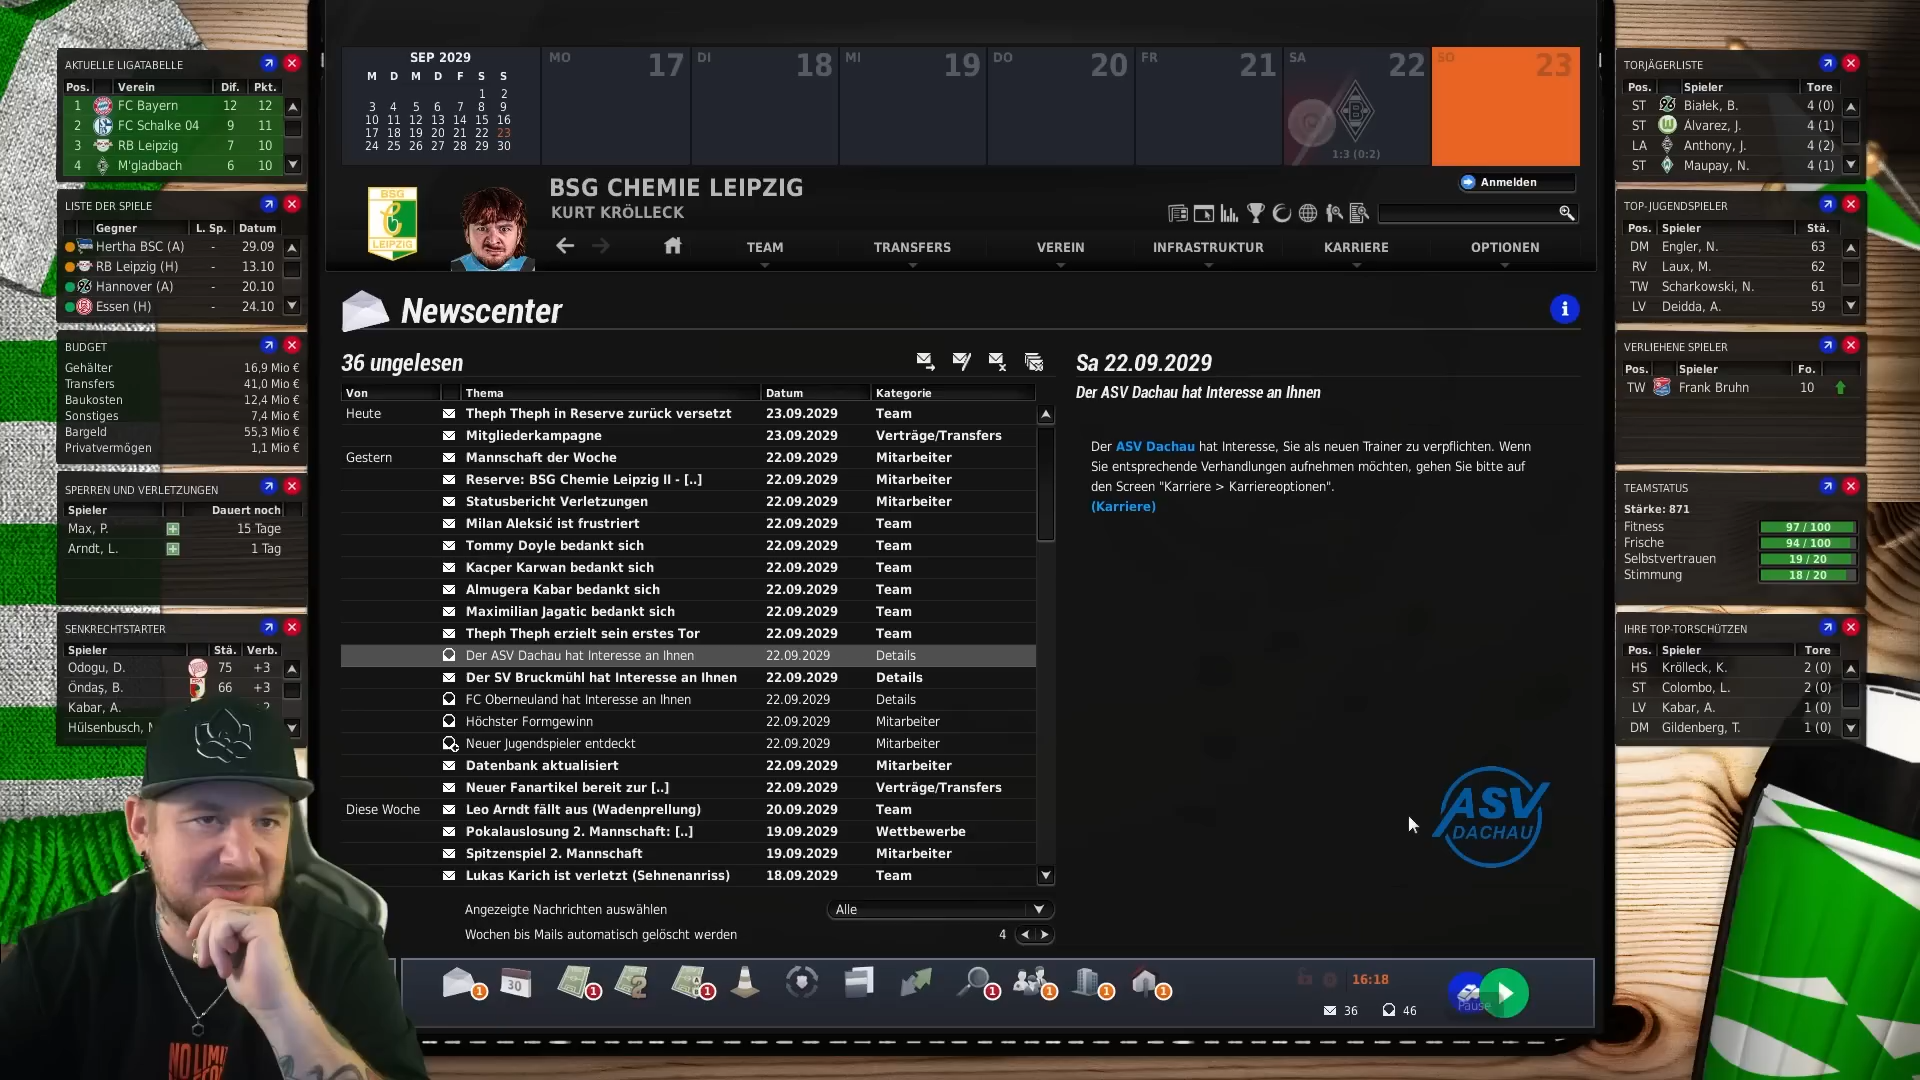 AKTUELLE LIGATABELLE
Pos. Verein Dif. Pkt.
1 FC Bayern 12 12
2 FC Schalke 04 9 11
3 RB Leipzig 7 10
4 M'gladbach 6 10
LISTE DER SPIELE
Gegner L. Sp. Datum
Hertha BSC (A) - 29.09
RB Leipzig (H) - 13.10
Hannover (A) - 20.10
Essen (H) - 24.10
BUDGET
Gehälter 16,9 Mio €
Transfers 41,0 Mio €
Baukosten 12,4 Mio €
Sonstiges 7,4 Mio €
Bargeld 55,3 Mio €
Privatvermögen 1,1 Mio €
SPERREN UND VERLETZUNGEN
Spieler Dauert noch
Max, P. 15 Tage
Arndt, L. 1 Tag
SENKRECHTSTARTER
Spieler Stä. Verb.
Odogu, D. 75 +3
Öndaş, B. 66 +3
Kabar, A.
Hülsenbusch,
SEP 2029
M D M D F S S
1 2
3 4 5 6 7 8 9
10 11 12 13 14 15 16
17 18 19 20 21 22 23
24 25 26 27 28 29 30
MO 17
DI 18
MI 19
DO 20
FR 21
SA 22
1:3 (0:2)
SO 23
BSG
LEIPZIG
BSG CHEMIE LEIPZIG
KURT KRÖLLECK
Anmelden
TEAM TRANSFERS VEREIN INFRASTRUKTUR KARRIERE OPTIONEN
Newscenter
36 ungelesen
Von Thema Datum Kategorie
Heute Theph Theph in Reserve zurück versetzt 23.09.2029 Team
Mitgliederkampagne 23.09.2029 Verträge/Transfers
Gestern Mannschaft der Woche 22.09.2029 Mitarbeiter
Reserve: BSG Chemie Leipzig II - [..] 22.09.2029 Mitarbeiter
Statusbericht Verletzungen 22.09.2029 Mitarbeiter
Milan Aleksić ist frustriert 22.09.2029 Team
Tommy Doyle bedankt sich 22.09.2029 Team
Kacper Karwan bedankt sich 22.09.2029 Team
Almugera Kabar bedankt sich 22.09.2029 Team
Maximilian Jagatic bedankt sich 22.09.2029 Team
Theph Theph erzielt sein erstes Tor 22.09.2029 Team
Der ASV Dachau hat Interesse an Ihnen 22.09.2029 Details
Der SV Bruckmühl hat Interesse an Ihnen 22.09.2029 Details
FC Oberneuland hat Interesse an Ihnen 22.09.2029 Details
Höchster Formgewinn 22.09.2029 Mitarbeiter
Neuer Jugendspieler entdeckt 22.09.2029 Mitarbeiter
Datenbank aktualisiert 22.09.2029 Mitarbeiter
Neuer Fanartikel bereit zur [..] 22.09.2029 Verträge/Transfers
Diese Woche Leo Arndt fällt aus (Wadenprellung) 20.09.2029 Team
Pokalauslosung 2. Mannschaft: [..] 19.09.2029 Wettbewerbe
Spitzenspiel 2. Mannschaft 19.09.2029 Mitarbeiter
Lukas Karich ist verletzt (Sehnenanriss) 18.09.2029 Team
Angezeigte Nachrichten auswählen Alle
Wochen bis Mails automatisch gelöscht werden 4
Sa 22.09.2029
Der ASV Dachau hat Interesse an Ihnen
Der ASV Dachau hat Interesse, Sie als neuen Trainer zu verpflichten. Wenn
Sie entsprechende Verhandlungen aufnehmen möchten, gehen Sie bitte auf
den Screen "Karriere > Karriereoptionen".
(Karriere)
ASV
DACHAU
30 2
1 1 1 1 1 1 1
16:18
36 46
Pause
TORJÄGERLISTE
Pos. Spieler Tore
ST Białek, B. 4 (0)
ST Álvarez, J. 4 (1)
LA Anthony, J. 4 (2)
ST Maupay, N. 4 (1)
TOP-JUGENDSPIELER
Pos. Spieler Stä.
DM Engler, N. 63
RV Laux, M. 62
TW Scharkowski, N. 61
LV Deidda, A. 59
VERLIEHENE SPIELER
Pos. Spieler Fo.
TW Frank Bruhn 10
TEAMSTATUS
Stärke: 871
Fitness 97 / 100
Frische 94 / 100
Selbstvertrauen 19 / 20
Stimmung 18 / 20
IHRE TOP-TORSCHÜTZEN
Pos. Spieler Tore
HS Krölleck, K. 2 (0)
ST Colombo, L. 2 (0)
LV Kabar, A. 1 (0)
DM Gildenberg, T. 1 (0)
NO LIMI